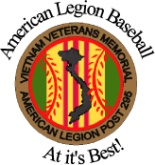 American Legion Baseball
VIETNAM VETERANS MEMORIAL
AMERICAN LEGION POST 295
At it's Best!